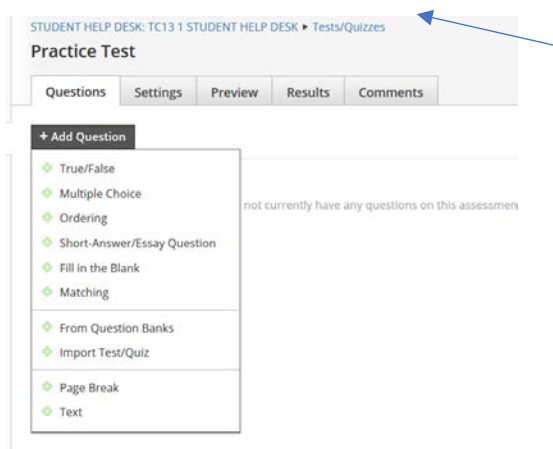 STUDENT HELP DESK: TC13 1 STUDENT HELP DESK ▸ Tests/Quizzes
Practice Test
Questions Settings Preview Results Comments
+ Add Question
True/False
Multiple Choice
not currently have any questions on this assessmen
Ordering
Short-Answer/Essay Question
Fill in the Blank
Matching
From Question Banks
Import Test/Quiz
Page Break
Text